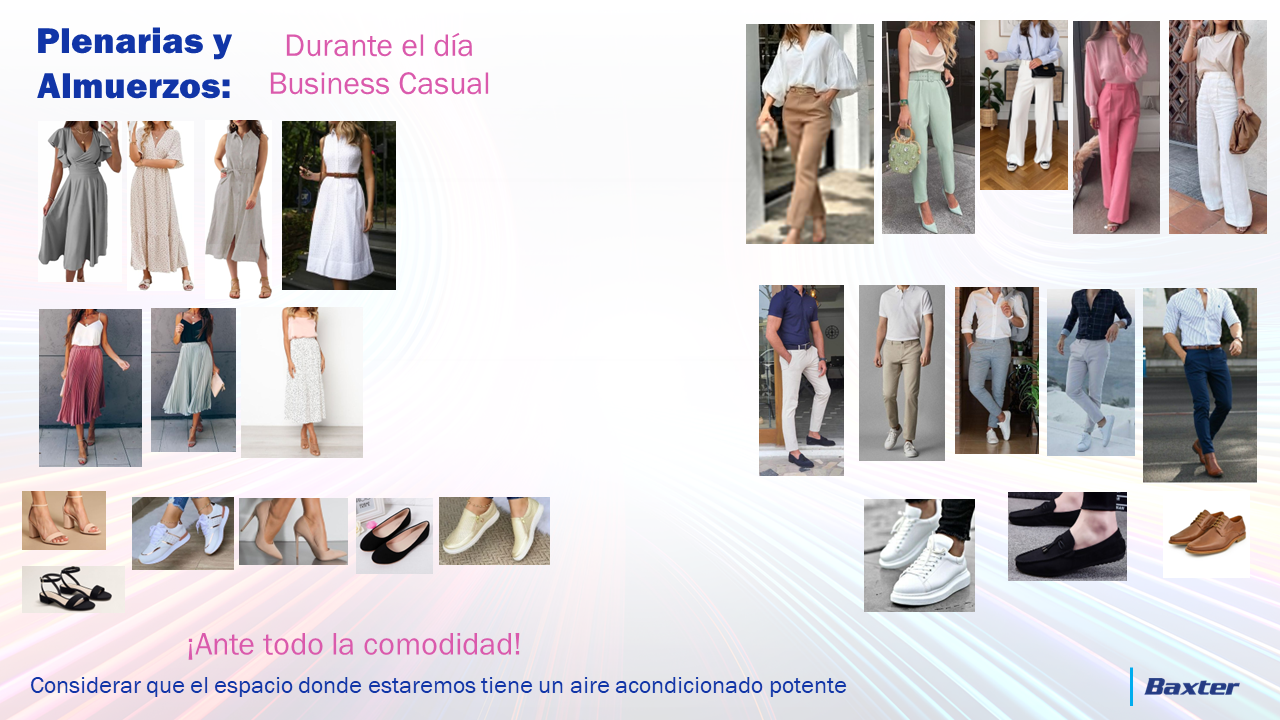 Plenarias y
Almuerzos:
Durante el día
Business Casual
¡Ante todo la comodidad!
Considerar que el espacio donde estaremos tiene un aire acondicionado potente
Baxter